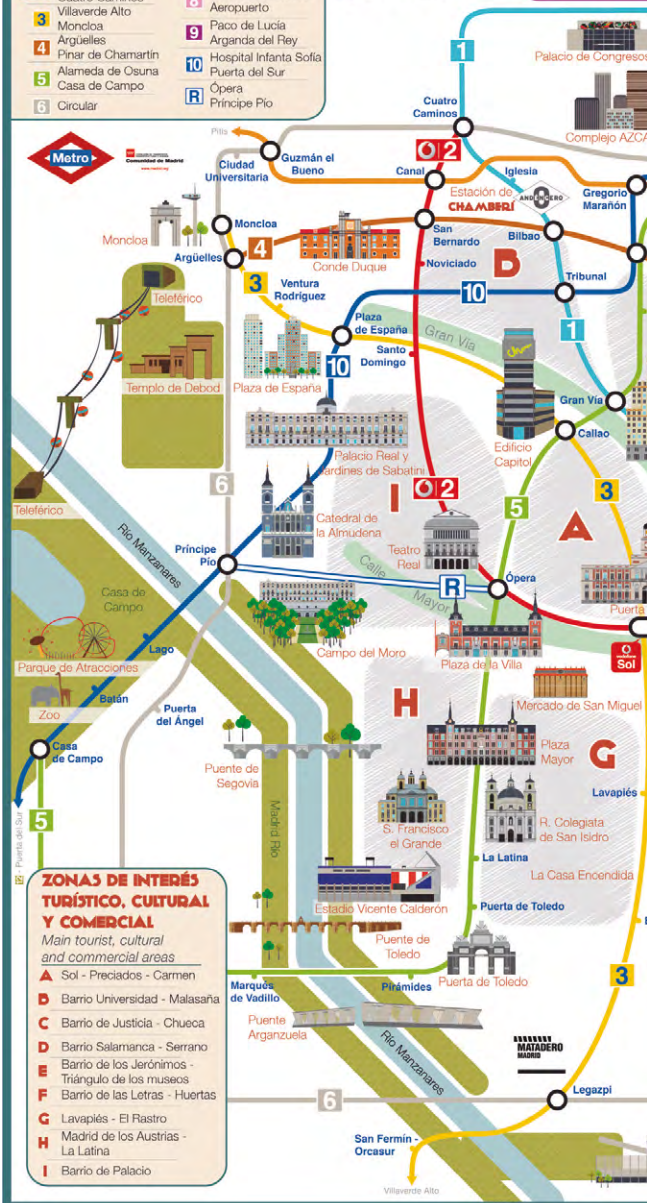 3
Villaverde Alto
Moncloa
4
Argüelles
Pinar de Chamartín
5
Alameda de Osuna
Casa de Campo
6
Circular
8
Aeropuerto
9
Paco de Lucía
Arganda del Rey
10
Hospital Infanta Sofía
Puerta del Sur
R
Ópera
Príncipe Pío
1
Palacio de Congresos
Complejo AZCA
Cuatro
Caminos
Pitis
Metro
Comunidad de Madrid
Ciudad
Universitaria
Guzmán el
Bueno
2
Canal
Iglesia
Estación de
CHAMBERÍ
ANDÉN CERO
Gregorio
Marañón
Moncloa
Moncloa
Argüelles
4
Conde Duque
San
Bernardo
Bilbao
B
Noviciado
3
Ventura
Rodríguez
Teleférico
10
Tribunal
Plaza
de España
Gran Vía
1
Santo
Domingo
10
Templo de Debod
Plaza de España
Gran Vía
Callao
Edificio
Capitol
Palacio Real y
Jardines de Sabatini
6
2
3
Teleférico
I
5
A
Río Manzanares
Catedral de
la Almudena
Teatro
Real
Príncipe
Pío
Calle
Mayor
R
Ópera
Casa de
Campo
Puerta
Campo del Moro
Plaza de la Villa
Sol
Lago
Parque de Atracciones
Mercado de San Miguel
Batán
Zoo
Puerta
del Ángel
H
Plaza
Mayor
G
Casa
de Campo
Puente de
Segovia
Lavapiés
5
- Puerta del Sur
Madrid Río
S. Francisco
el Grande
R. Colegiata
de San Isidro
La Latina
La Casa Encendida
Estadio Vicente Calderón
Puerta de Toledo
Puente de
Toledo
3
Marqués
de Vadillo
Pirámides
Puerta de Toledo
Puente
Arganzuela
Río Manzanares
MATADERO
MADRID
6
Legazpi
San Fermín -
Orcasur
Villaverde Alto
ZONAS DE INTERÉS
TURÍSTICO, CULTURAL
Y COMERCIAL
Main tourist, cultural
and commercial areas
A Sol - Preciados - Carmen
B Barrio Universidad - Malasaña
C Barrio de Justicia - Chueca
D Barrio Salamanca - Serrano
E Barrio de los Jerónimos -
Triángulo de los museos
F Barrio de las Letras - Huertas
G Lavapiés - El Rastro
H Madrid de los Austrias -
La Latina
I Barrio de Palacio